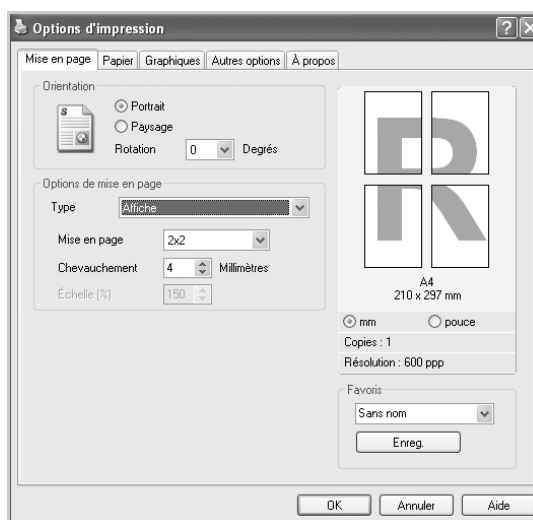 Options d'impression
Mise en page Papier Graphiques Autres options À propos
Orientation
S
Portrait
Paysage
Rotation 0 Degrés
Options de mise en page
Type Affiche
Mise en page 2x2
Chevauchement 4 Millimètres
Échelle (%) 150
R
A4
210 x 297 mm
mm pouce
Copies : 1
Résolution : 600 ppp
Favoris
Sans nom
Enreg.
OK Annuler Aide